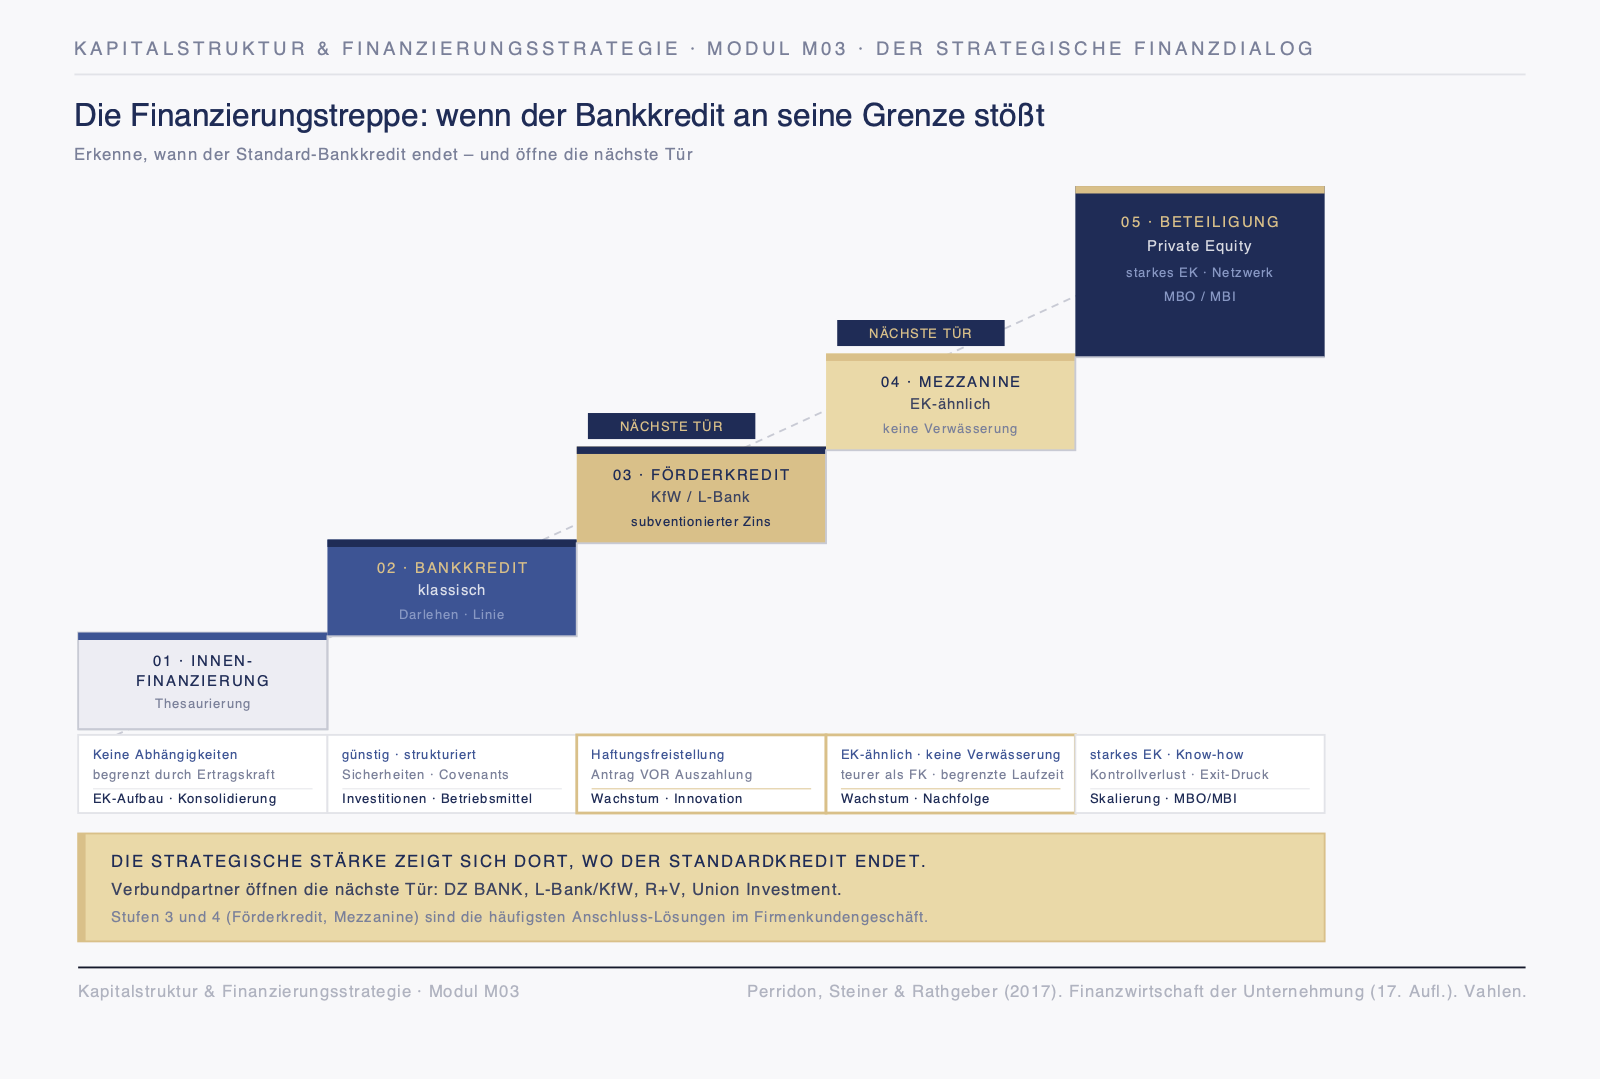 KAPITALSTRUKTUR & FINANZIERUNGSSTRATEGIE · MODUL M03 · DER STRATEGISCHE FINANZDIALOG
Die Finanzierungstreppe: wenn der Bankkredit an seine Grenze stößt
Erkenne, wann der Standard-Bankkredit endet – und öffne die nächste Tür
01 · INNEN-
FINANZIERUNG
Thesaurierung
02 · BANKKREDIT
klassisch
Darlehen · Linie
NÄCHSTE TÜR
03 · FÖRDERKREDIT
KfW / L-Bank
subventionierter Zins
NÄCHSTE TÜR
04 · MEZZANINE
EK-ähnlich
keine Verwässerung
05 · BETEILIGUNG
Private Equity
starkes EK · Netzwerk
MBO / MBI
Keine Abhängigkeiten
begrenzt durch Ertragskraft
EK-Aufbau · Konsolidierung
günstig · strukturiert
Sicherheiten · Covenants
Investitionen · Betriebsmittel
Haftungsfreistellung
Antrag VOR Auszahlung
Wachstum · Innovation
EK-ähnlich · keine Verwässerung
teurer als FK · begrenzte Laufzeit
Wachstum · Nachfolge
starkes EK · Know-how
Kontrollverlust · Exit-Druck
Skalierung · MBO/MBI
DIE STRATEGISCHE STÄRKE ZEIGT SICH DORT, WO DER STANDARDKREDIT ENDET.
Verbundpartner öffnen die nächste Tür: DZ BANK, L-Bank/KfW, R+V, Union Investment.
Stufen 3 und 4 (Förderkredit, Mezzanine) sind die häufigsten Anschluss-Lösungen im Firmenkundengeschäft.
Kapitalstruktur & Finanzierungsstrategie · Modul M03
Perridon, Steiner & Rathgeber (2017). Finanzwirtschaft der Unternehmung (17. Aufl.). Vahlen.